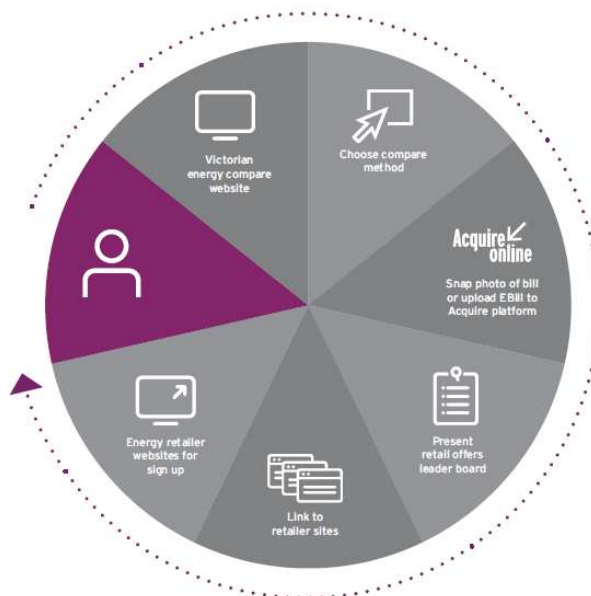 Victorian
energy compare
website
Choose compare
method
Acquire
online
Snap photo of bill
or upload EBill to
Acquire platform
Present
retail offers
leader board
Link to
retailer sites
Energy retailer
websites for
sign up